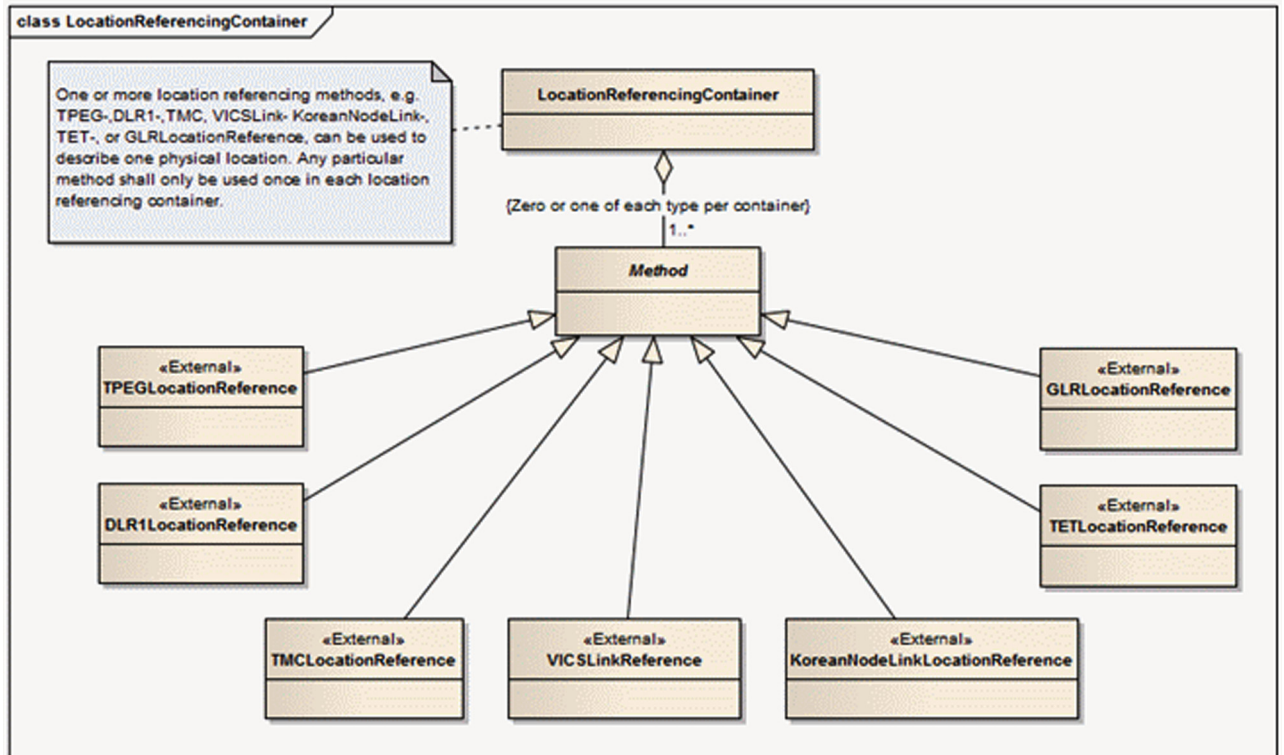 class LocationReferencingContainer
One or more location referencing methods, e.g.
TPEG-,DLR1-,TMC, VICSLink- KoreanNodeLink-,
TET-, or GLRLocationReference, can be used to
describe one physical location. Any particular
method shall only be used once in each location
referencing container.
LocationReferencingContainer
{Zero or one of each type per container}
1..*
Method
«External»
TPEGLocationReference
«External»
GLRLocationReference
«External»
DLR1LocationReference
«External»
TETLocationReference
«External»
TMCLocationReference
«External»
VICSLinkReference
«External»
KoreanNodeLinkLocationReference